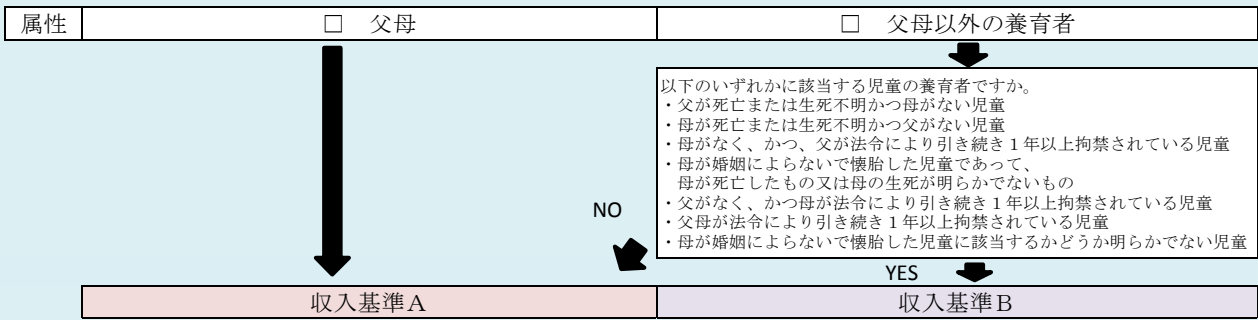 属性 □ 父母 □ 父母以外の養育者
以下のいずれかに該当する児童の養育者ですか。
・父が死亡または生死不明かつ母がない児童
・母が死亡または生死不明かつ父がない児童
・母がなく、かつ、父が法令により引き続き１年以上拘禁されている児童
・母が婚姻によらないで懐胎した児童であって、
母が死亡したもの又は母の生死が明らかでないもの
・父がなく、かつ母が法令により引き続き１年以上拘禁されている児童
・父母が法令により引き続き１年以上拘禁されている児童
・母が婚姻によらないで懐胎した児童に該当するかどうか明らかでない児童
NO
YES
収入基準Ａ 収入基準Ｂ